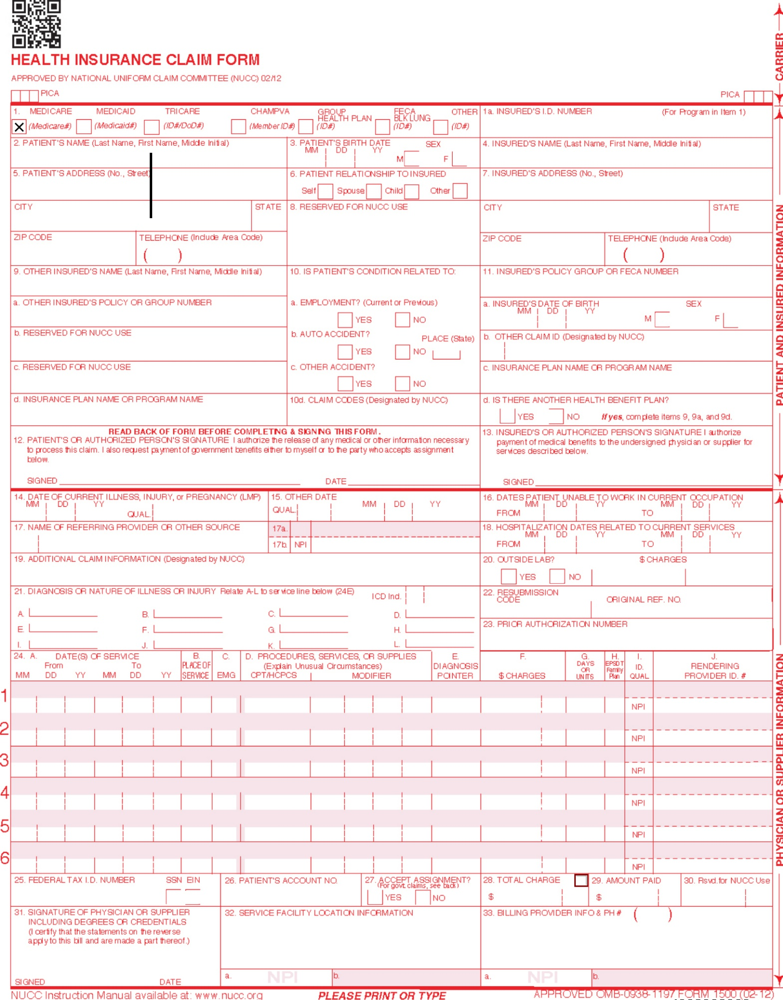 HEALTH INSURANCE CLAIM FORM
APPROVED BY NATIONAL UNIFORM CLAIM COMMITTEE (NUCC) 02/12
PICA PICA
CARRIER
1. MEDICARE MEDICAID TRICARE CHAMPVA GROUP HEALTH PLAN FECA BLK LUNG OTHER
X (Medicare#) (Medicaid#) (ID#/DoD#) (Member ID#) (ID#) (ID#) (ID#)
1a. INSURED'S I.D. NUMBER (For Program in Item 1)
2. PATIENT'S NAME (Last Name, First Name, Middle Initial)
3. PATIENT'S BIRTH DATE SEX
MM DD YY M F
4. INSURED'S NAME (Last Name, First Name, Middle Initial)
5. PATIENT'S ADDRESS (No., Street)
6. PATIENT RELATIONSHIP TO INSURED
Self Spouse Child Other
7. INSURED'S ADDRESS (No., Street)
CITY STATE
8. RESERVED FOR NUCC USE
CITY STATE
ZIP CODE TELEPHONE (Include Area Code)
( )
ZIP CODE TELEPHONE (Include Area Code)
( )
9. OTHER INSURED'S NAME (Last Name, First Name, Middle Initial)
10. IS PATIENT'S CONDITION RELATED TO:
11. INSURED'S POLICY GROUP OR FECA NUMBER
a. OTHER INSURED'S POLICY OR GROUP NUMBER
a. EMPLOYMENT? (Current or Previous)
YES NO
a. INSURED'S DATE OF BIRTH SEX
MM DD YY M F
b. RESERVED FOR NUCC USE
b. AUTO ACCIDENT? PLACE (State)
YES NO
b. OTHER CLAIM ID (Designated by NUCC)
c. RESERVED FOR NUCC USE
c. OTHER ACCIDENT?
YES NO
c. INSURANCE PLAN NAME OR PROGRAM NAME
d. INSURANCE PLAN NAME OR PROGRAM NAME
10d. CLAIM CODES (Designated by NUCC)
d. IS THERE ANOTHER HEALTH BENEFIT PLAN?
YES NO If yes, complete items 9, 9a, and 9d.
READ BACK OF FORM BEFORE COMPLETING & SIGNING THIS FORM.
12. PATIENT'S OR AUTHORIZED PERSON'S SIGNATURE I authorize the release of any medical or other information necessary
to process this claim. I also request payment of government benefits either to myself or to the party who accepts assignment
below.
SIGNED DATE
13. INSURED'S OR AUTHORIZED PERSON'S SIGNATURE I authorize
payment of medical benefits to the undersigned physician or supplier for
services described below.
SIGNED
PATIENT AND INSURED INFORMATION
14. DATE OF CURRENT ILLNESS, INJURY, or PREGNANCY (LMP)
MM DD YY QUAL.
15. OTHER DATE
QUAL. MM DD YY
16. DATES PATIENT UNABLE TO WORK IN CURRENT OCCUPATION
MM DD YY MM DD YY
FROM TO
17. NAME OF REFERRING PROVIDER OR OTHER SOURCE
17a.
17b. NPI
18. HOSPITALIZATION DATES RELATED TO CURRENT SERVICES
MM DD YY MM DD YY
FROM TO
19. ADDITIONAL CLAIM INFORMATION (Designated by NUCC)
20. OUTSIDE LAB? $ CHARGES
YES NO
21. DIAGNOSIS OR NATURE OF ILLNESS OR INJURY Relate A-L to service line below (24E) ICD Ind.
A. B. C. D.
E. F. G. H.
I. J. K. L.
22. RESUBMISSION
CODE ORIGINAL REF. NO.
23. PRIOR AUTHORIZATION NUMBER
24. A. DATE(S) OF SERVICE B. C. D. PROCEDURES, SERVICES, OR SUPPLIES E. F. G. H. I. J.
From To PLACE OF (Explain Unusual Circumstances) DIAGNOSIS DAYS OR EPSDT Family ID. RENDERING
MM DD YY MM DD YY SERVICE EMG CPT/HCPCS MODIFIER POINTER $ CHARGES UNITS Plan QUAL. PROVIDER ID. #
1 NPI
2 NPI
3 NPI
4 NPI
5 NPI
6 NPI
25. FEDERAL TAX I.D. NUMBER SSN EIN
26. PATIENT'S ACCOUNT NO.
27. ACCEPT ASSIGNMENT?
(For govt. claims, see back)
YES NO
28. TOTAL CHARGE
$
29. AMOUNT PAID
$
30. Rsvd.for NUCC Use
31. SIGNATURE OF PHYSICIAN OR SUPPLIER
INCLUDING DEGREES OR CREDENTIALS
(I certify that the statements on the reverse
apply to this bill and are made a part thereof.)
SIGNED DATE
32. SERVICE FACILITY LOCATION INFORMATION
a. NPI b.
33. BILLING PROVIDER INFO & PH # ( )
a. NPI b.
PHYSICIAN OR SUPPLIER INFORMATION
NUCC Instruction Manual available at: www.nucc.org PLEASE PRINT OR TYPE APPROVED OMB-0938-1197 FORM 1500 (02-12)